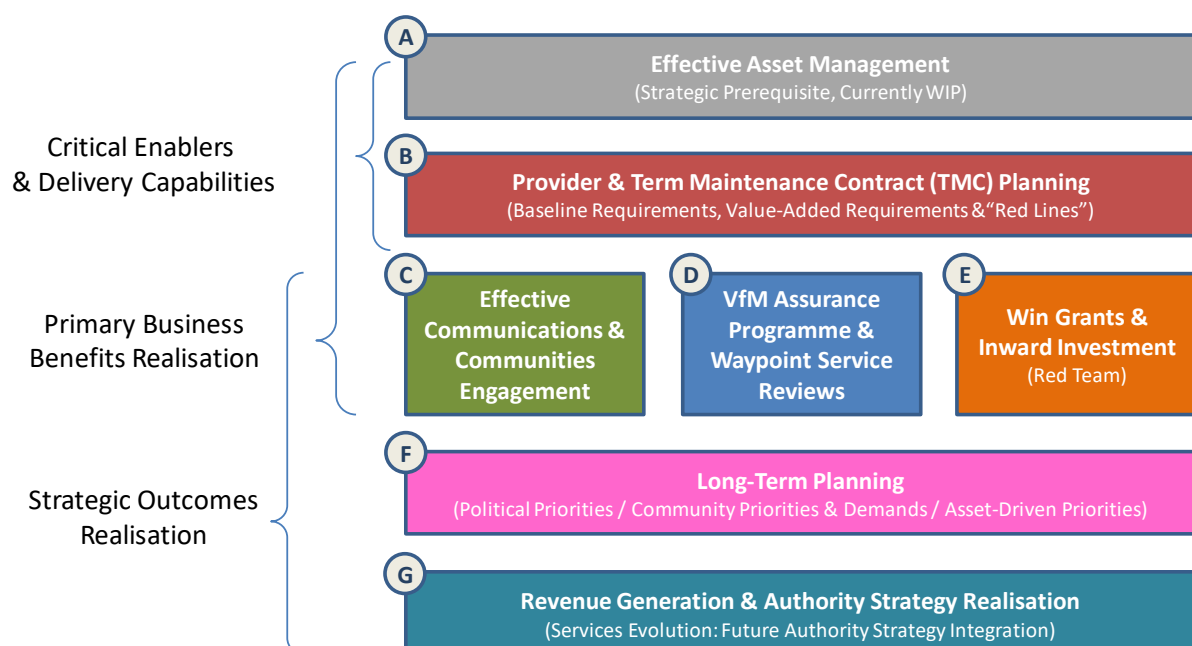 A
Effective Asset Management
(Strategic Prerequisite, Currently WIP)
Critical Enablers
& Delivery Capabilities
B
Provider & Term Maintenance Contract (TMC) Planning
(Baseline Requirements, Value-Added Requirements &“Red Lines”)
Primary Business
Benefits Realisation
C
Effective
Communications &
Communities
Engagement
D
VfM Assurance
Programme &
Waypoint Service
Reviews
E
Win Grants &
Inward Investment
(Red Team)
Strategic Outcomes
Realisation
F
Long-Term Planning
(Political Priorities / Community Priorities & Demands / Asset-Driven Priorities)
G
Revenue Generation & Authority Strategy Realisation
(Services Evolution: Future Authority Strategy Integration)